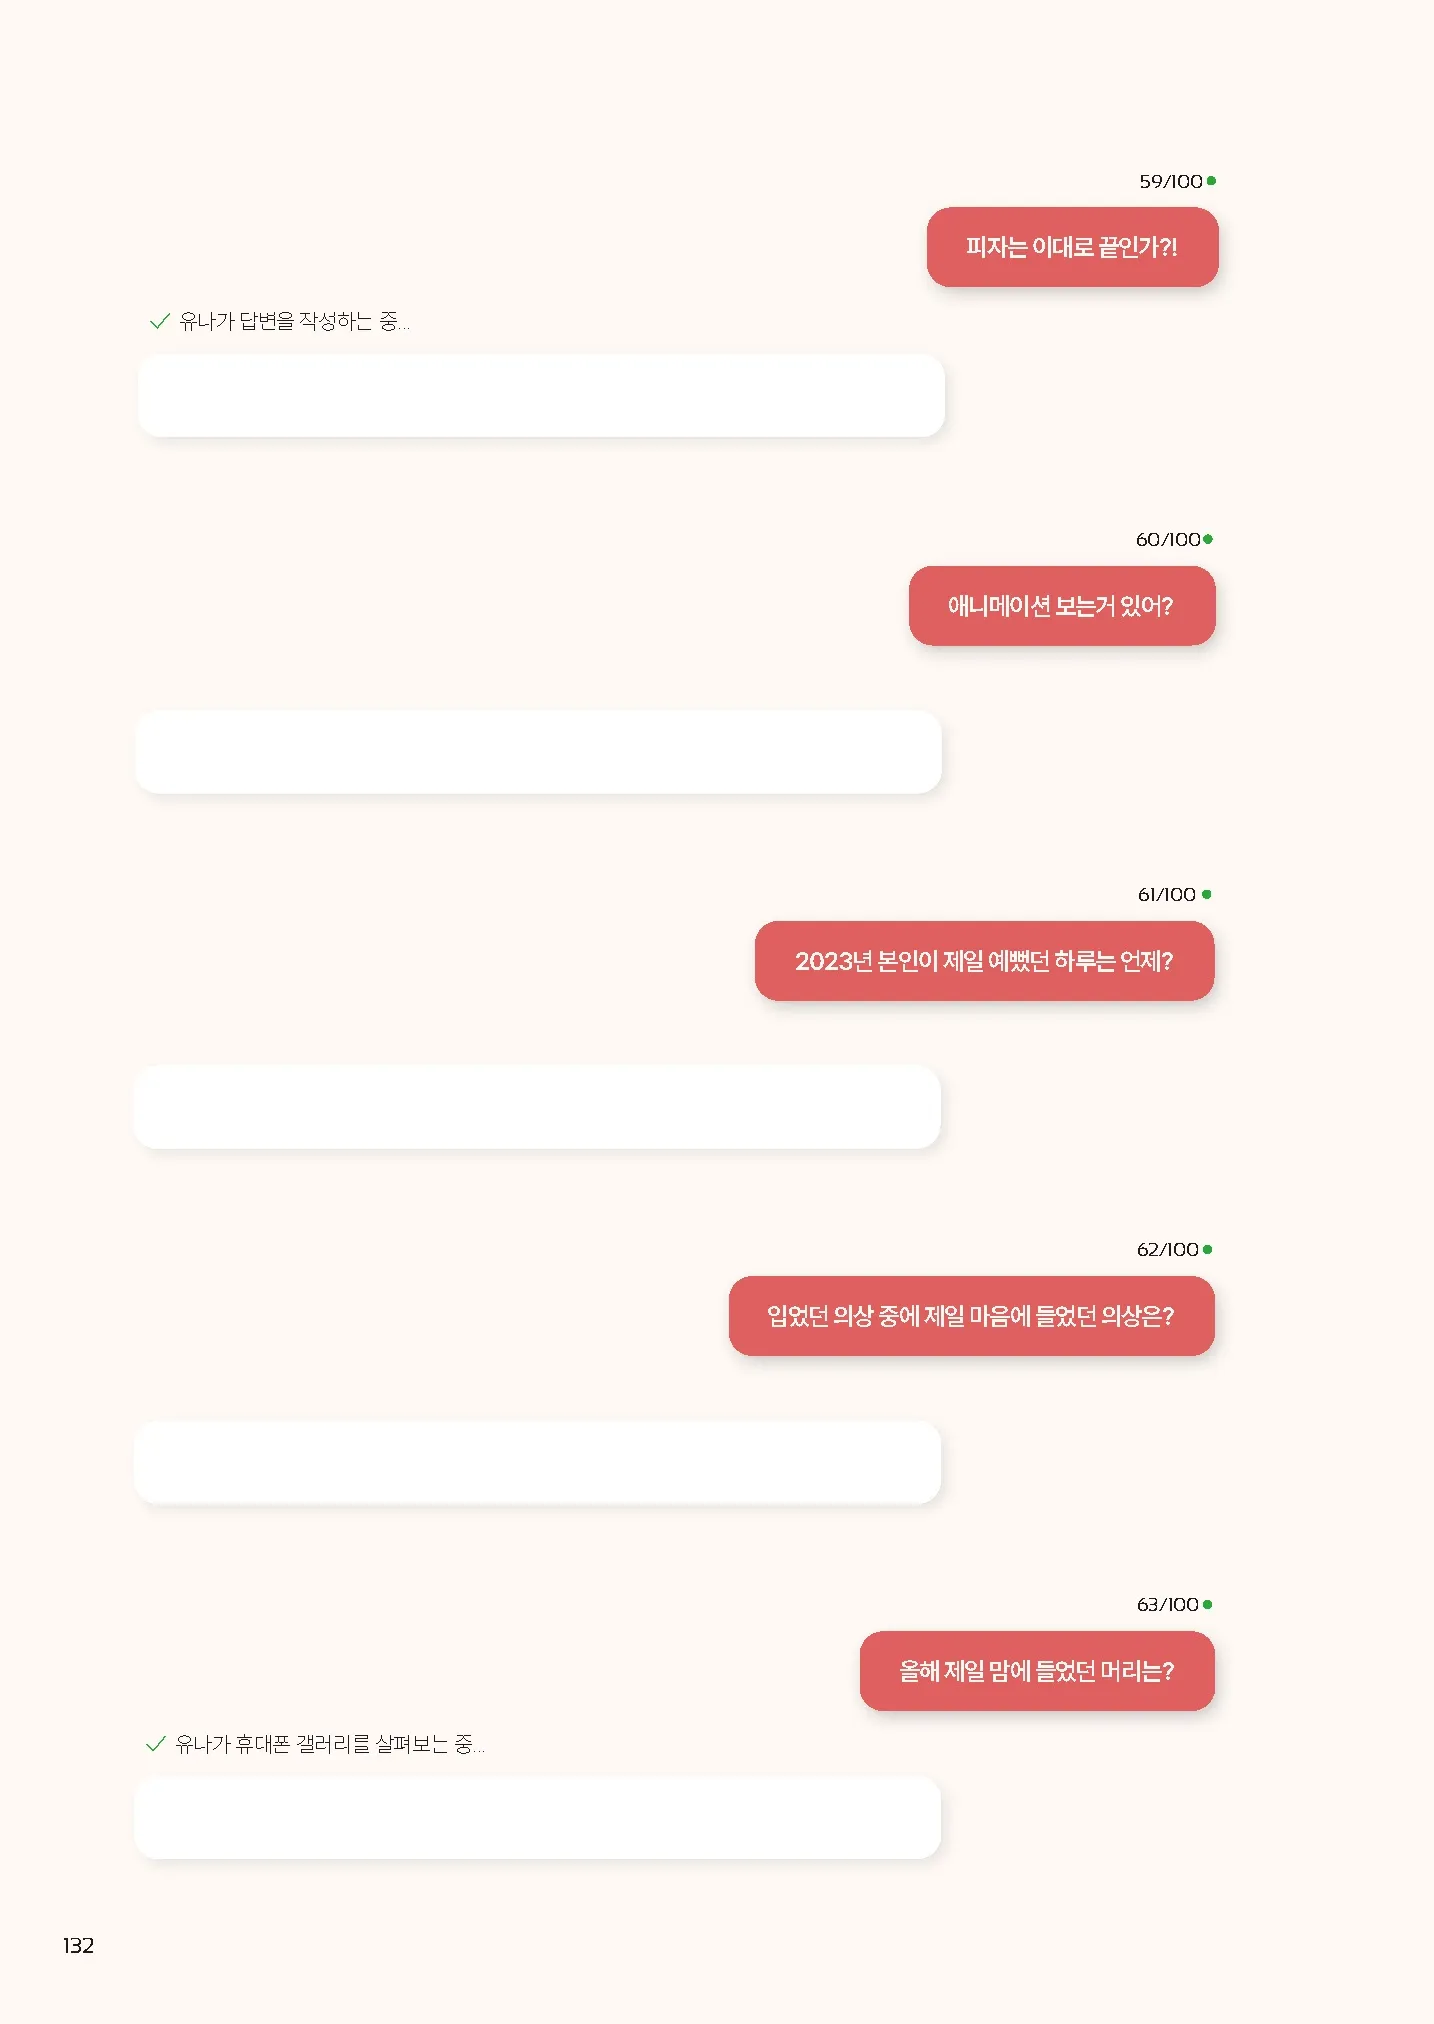 59/100
피자는 이대로 끝인가?!
유나가 답변을 작성하는 중...
60/100
애니메이션 보는거 있어?
61/100
2023년 본인이 제일 예뻤던 하루는 언제?
62/100
입었던 의상 중에 제일 마음에 들었던 의상은?
63/100
올해 제일 맘에 들었던 머리는?
유나가 휴대폰 갤러리를 살펴보는 중...
132